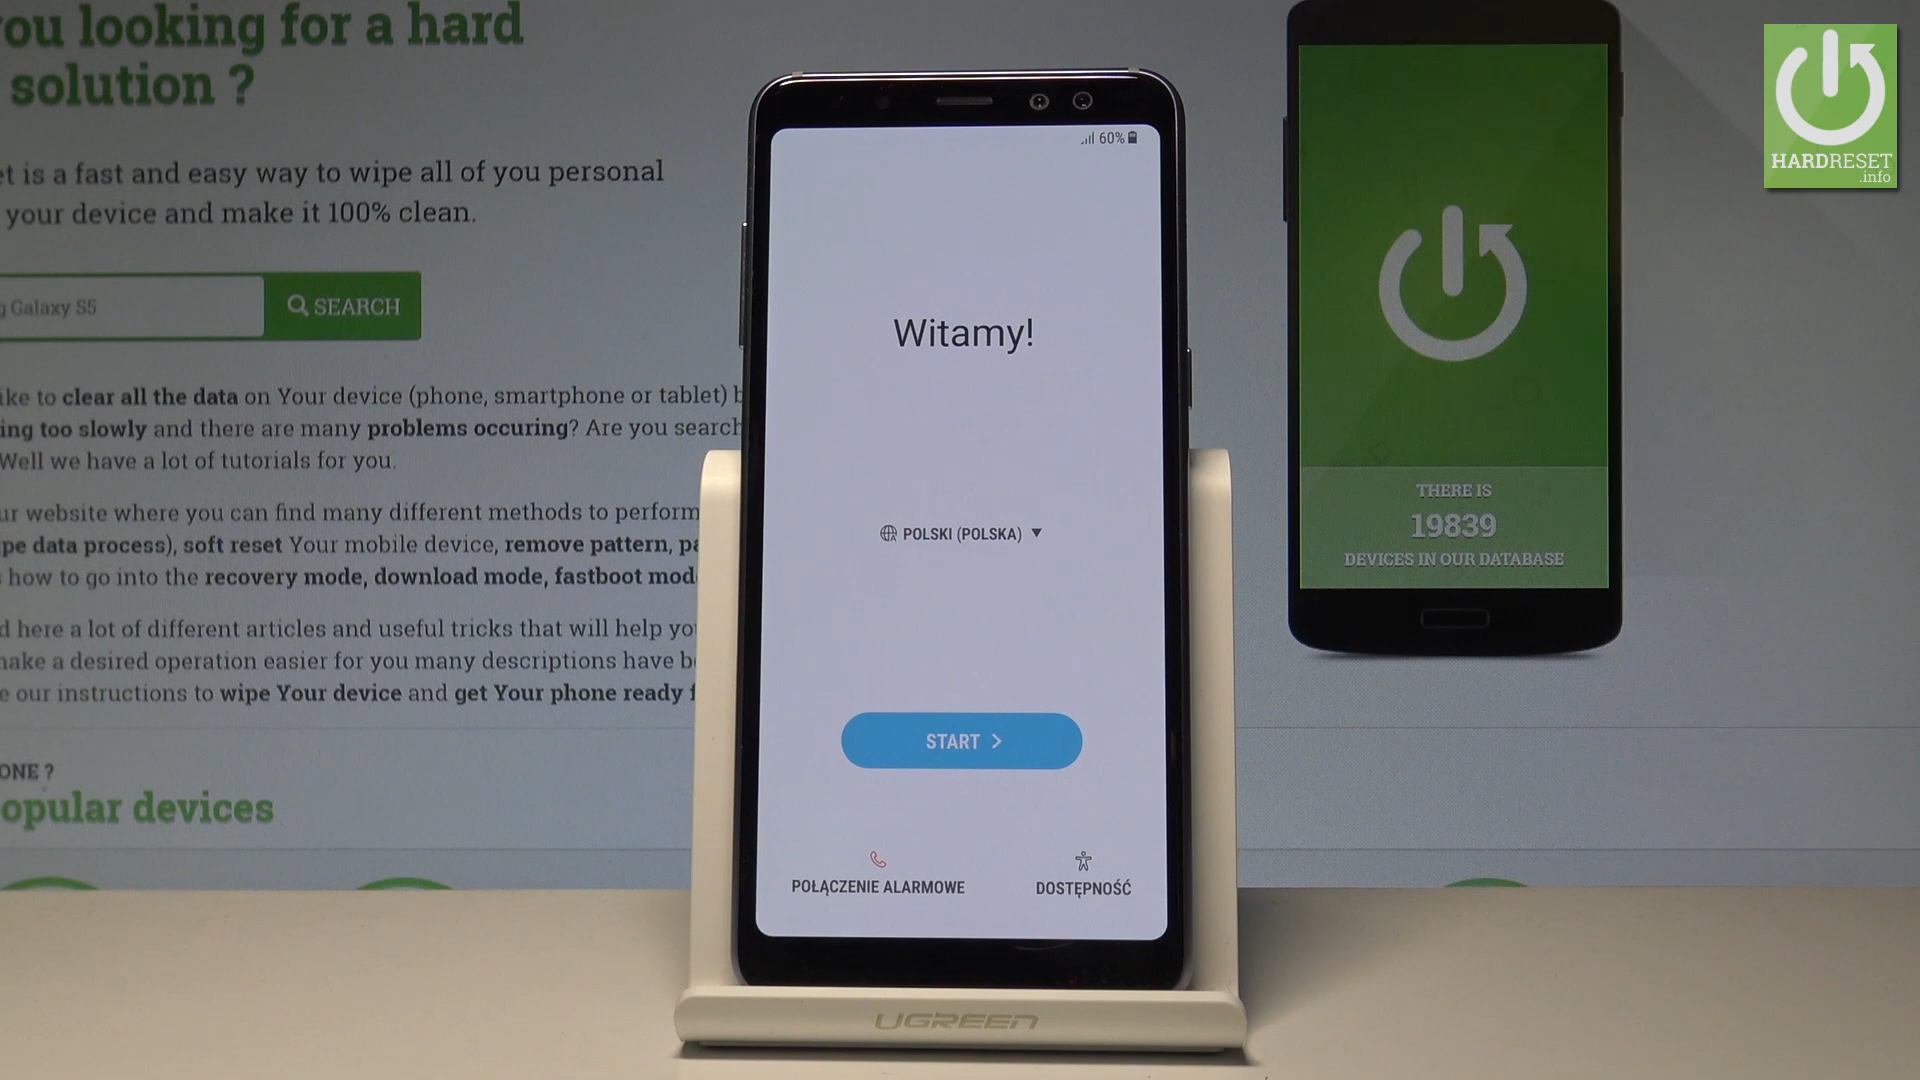 ou looking for a hard
solution ?
et is a fast and easy way to wipe all of you personal
your device and make it 100% clean.
g Galaxy S5
SEARCH
ike to clear all the data on Your device (phone, smartphone or tablet) b
ing too slowly and there are many problems occuring? Are you search
Well we have a lot of tutorials for you.
ur website where you can find many different methods to perform
pe data process), soft reset Your mobile device, remove pattern, pa
how to go into the recovery mode, download mode, fastboot mod
d here a lot of different articles and useful tricks that will help yo
make a desired operation easier for you many descriptions have be
e our instructions to wipe Your device and get Your phone ready f
ONE ?
opular devices
60%
Witamy!
POLSKI (POLSKA)
START
POŁĄCZENIE ALARMOWE
DOSTĘPNOŚĆ
UGREEN
THERE IS
19839
DEVICES IN OUR DATABASE
HARDRESET
.info